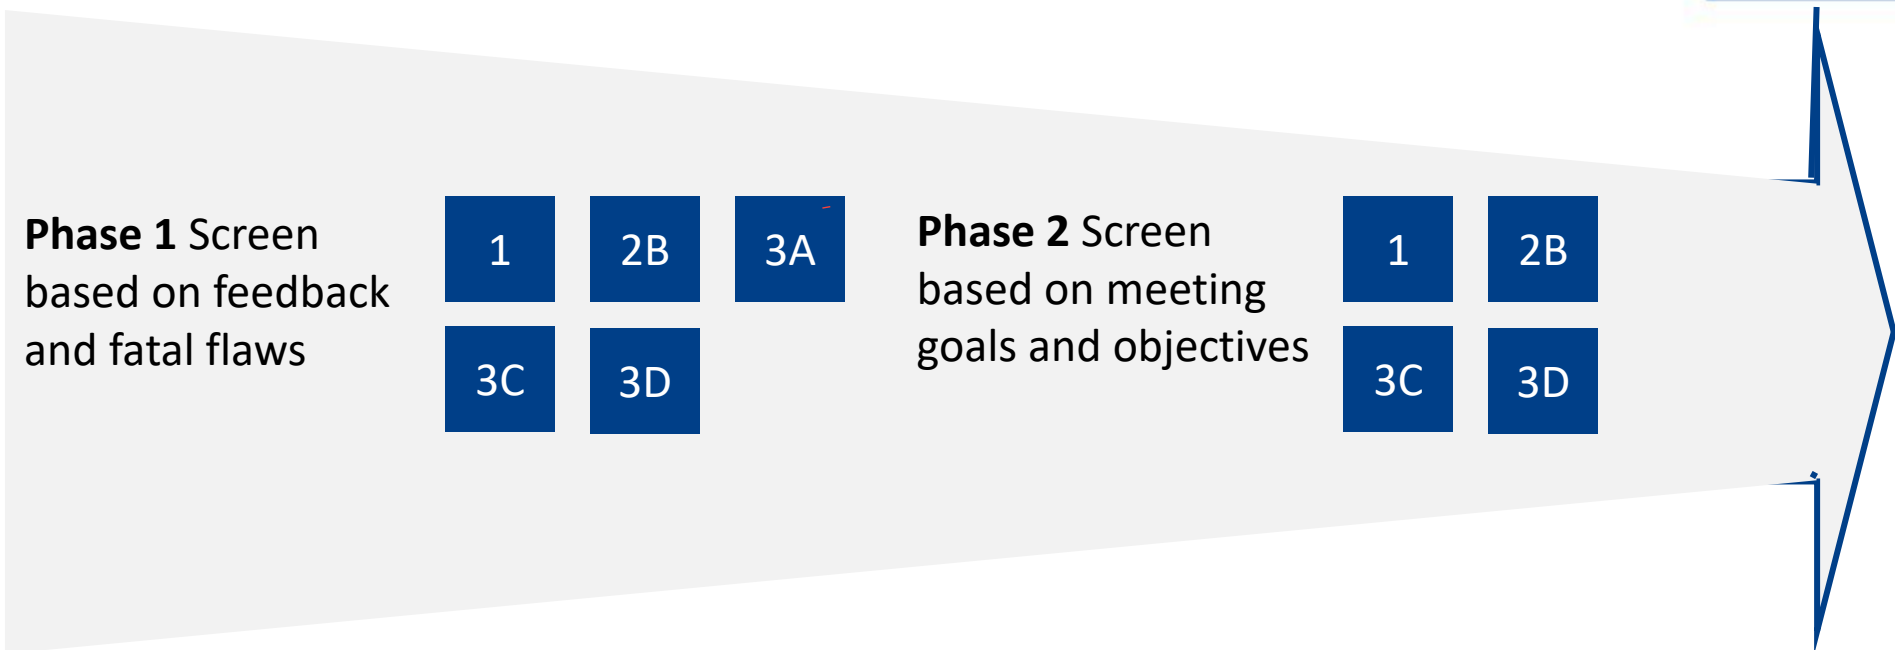 Phase 1 Screen
based on feedback
and fatal flaws
1 2B 3A
3C 3D
Phase 2 Screen
based on meeting
goals and objectives
1 2B
3C 3D